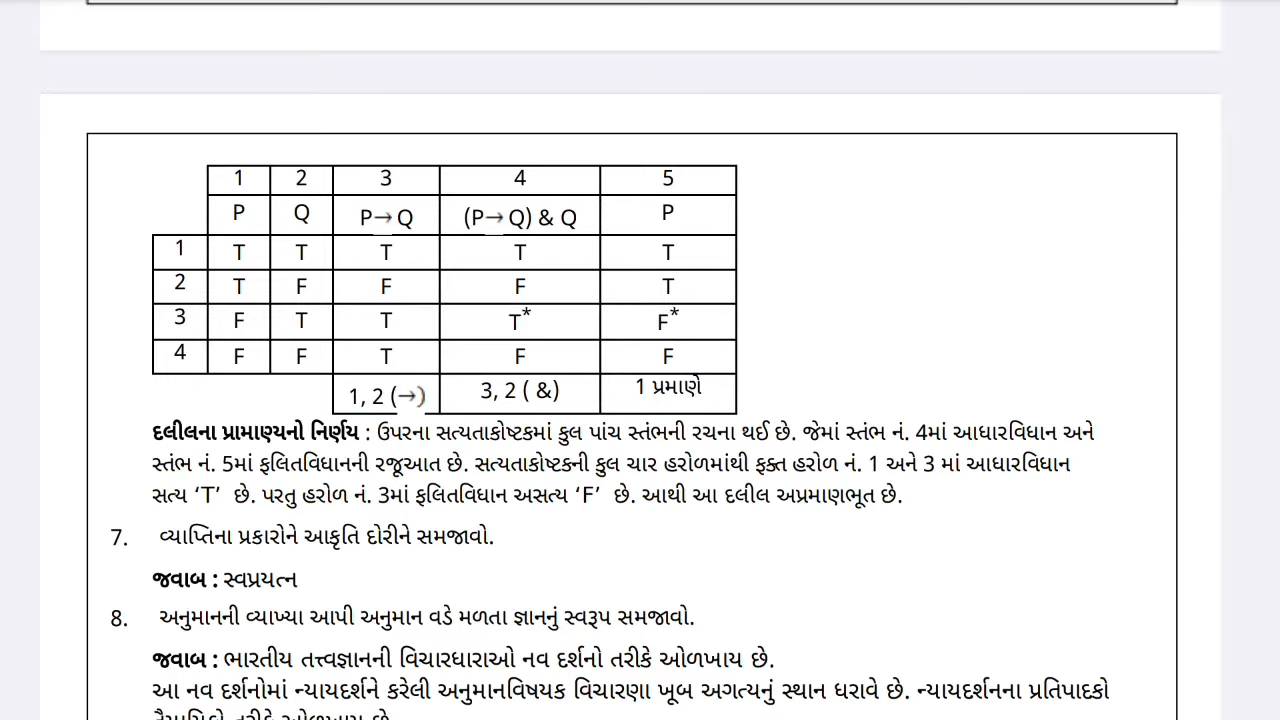 1 2 3 4 5
P Q P→Q (P→Q) & Q P
1 T T T T T
2 T F F F T
3 F T T T* F*
4 F F T F F
1, 2 (→) 3, 2 ( &) 1 પ્રમાણે
દલીલના પ્રામાણ્યનો નિર્ણય : ઉપરના સત્યતાકોષ્ટકમાં કુલ પાંચ સ્તંભની રચના થઈ છે. જેમાં સ્તંભ નં. 4માં આધારવિધાન અને
સ્તંભ નં. 5માં ફલિતવિધાનની રજૂઆત છે. સત્યતાકોષ્ટકની કુલ ચાર હરોળમાંથી ફક્ત હરોળ નં. 1 અને 3 માં આધારવિધાન
સત્ય ‘T’ છે. પરતુ હરોળ નં. 3માં ફલિતવિધાન અસત્ય ‘F’ છે. આથી આ દલીલ અપ્રમાણભૂત છે.
7. વ્યાપ્તિના પ્રકારોને આકૃતિ દોરીને સમજાવો.
જવાબ : સ્વપ્રયત્ન
8. અનુમાનની વ્યાખ્યા આપી અનુમાન વડે મળતા જ્ઞાનનું સ્વરૂપ સમજાવો.
જવાબ : ભારતીય તત્ત્વજ્ઞાનની વિચારધારાઓ નવ દર્શનો તરીકે ઓળખાય છે.
આ નવ દર્શનોમાં ન્યાયદર્શને કરેલી અનુમાનવિષયક વિચારણા ખૂબ અગત્યનું સ્થાન ધરાવે છે. ન્યાયદર્શનના પ્રતિપાદકો